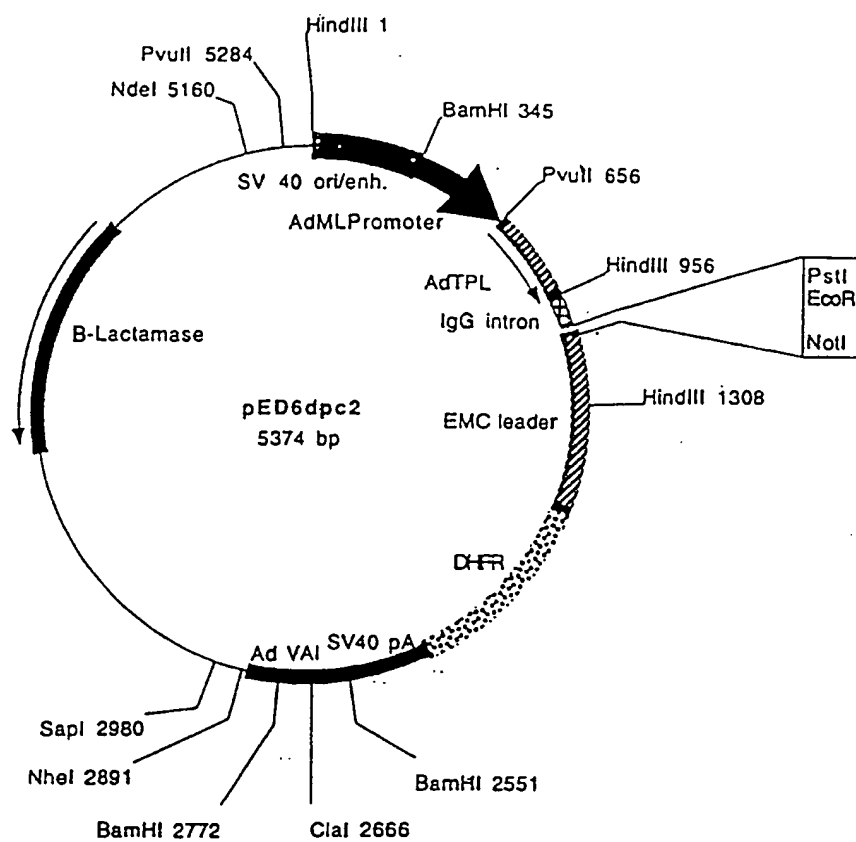 HindIII 1
PvuII 5284
NdeI 5160
BamHI 345
SV 40 ori/enh.
PvuII 656
AdMLPromoter
HindIII 956
AdTPL
PstI
EcoR
IgG intron
NotI
B-Lactamase
pED6dpc2
5374 bp
EMC leader
HindIII 1308
DHFR
SV40 pA
Ad VAI
SapI 2980
NheI 2891
BamHI 2551
BamHI 2772
ClaI 2666